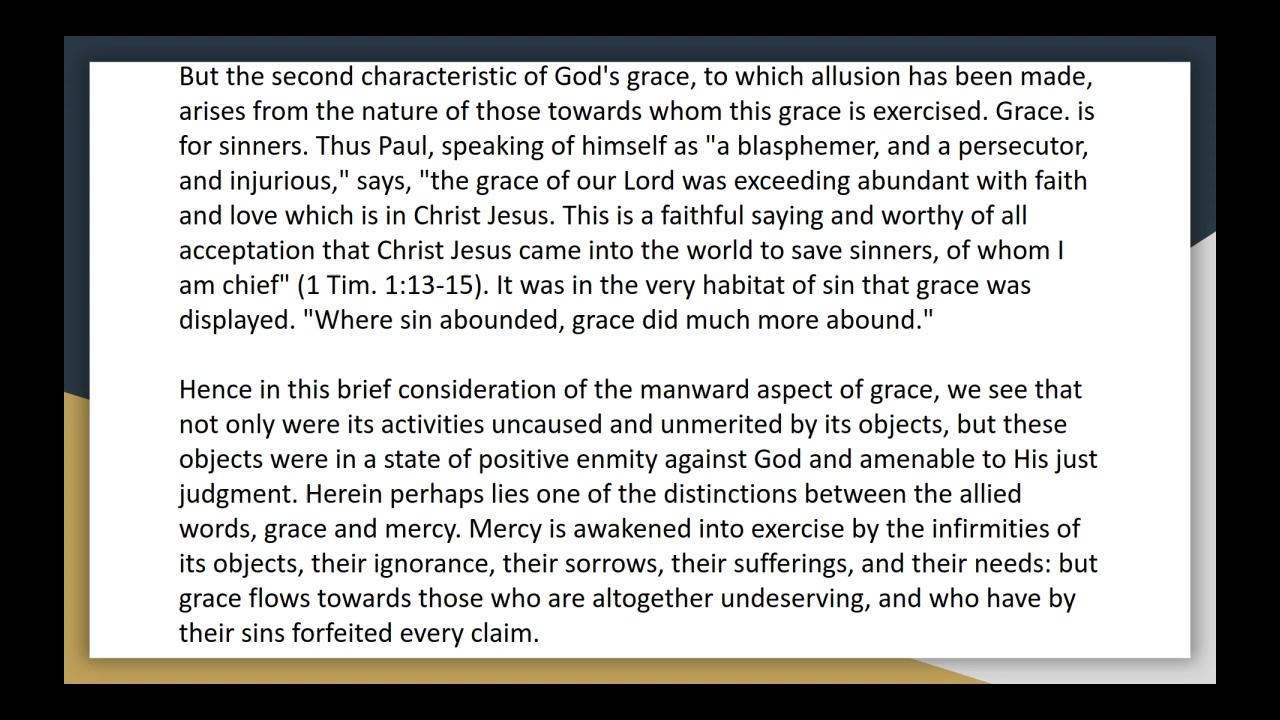 But the second characteristic of God's grace, to which allusion has been made,
arises from the nature of those towards whom this grace is exercised. Grace. is
for sinners. Thus Paul, speaking of himself as "a blasphemer, and a persecutor,
and injurious," says, "the grace of our Lord was exceeding abundant with faith
and love which is in Christ Jesus. This is a faithful saying and worthy of all
acceptation that Christ Jesus came into the world to save sinners, of whom I
am chief" (1 Tim. 1:13-15). It was in the very habitat of sin that grace was
displayed. "Where sin abounded, grace did much more abound."
Hence in this brief consideration of the manward aspect of grace, we see that
not only were its activities uncaused and unmerited by its objects, but these
objects were in a state of positive enmity against God and amenable to His just
judgment. Herein perhaps lies one of the distinctions between the allied
words, grace and mercy. Mercy is awakened into exercise by the infirmities of
its objects, their ignorance, their sorrows, their sufferings, and their needs: but
grace flows towards those who are altogether undeserving, and who have by
their sins forfeited every claim.